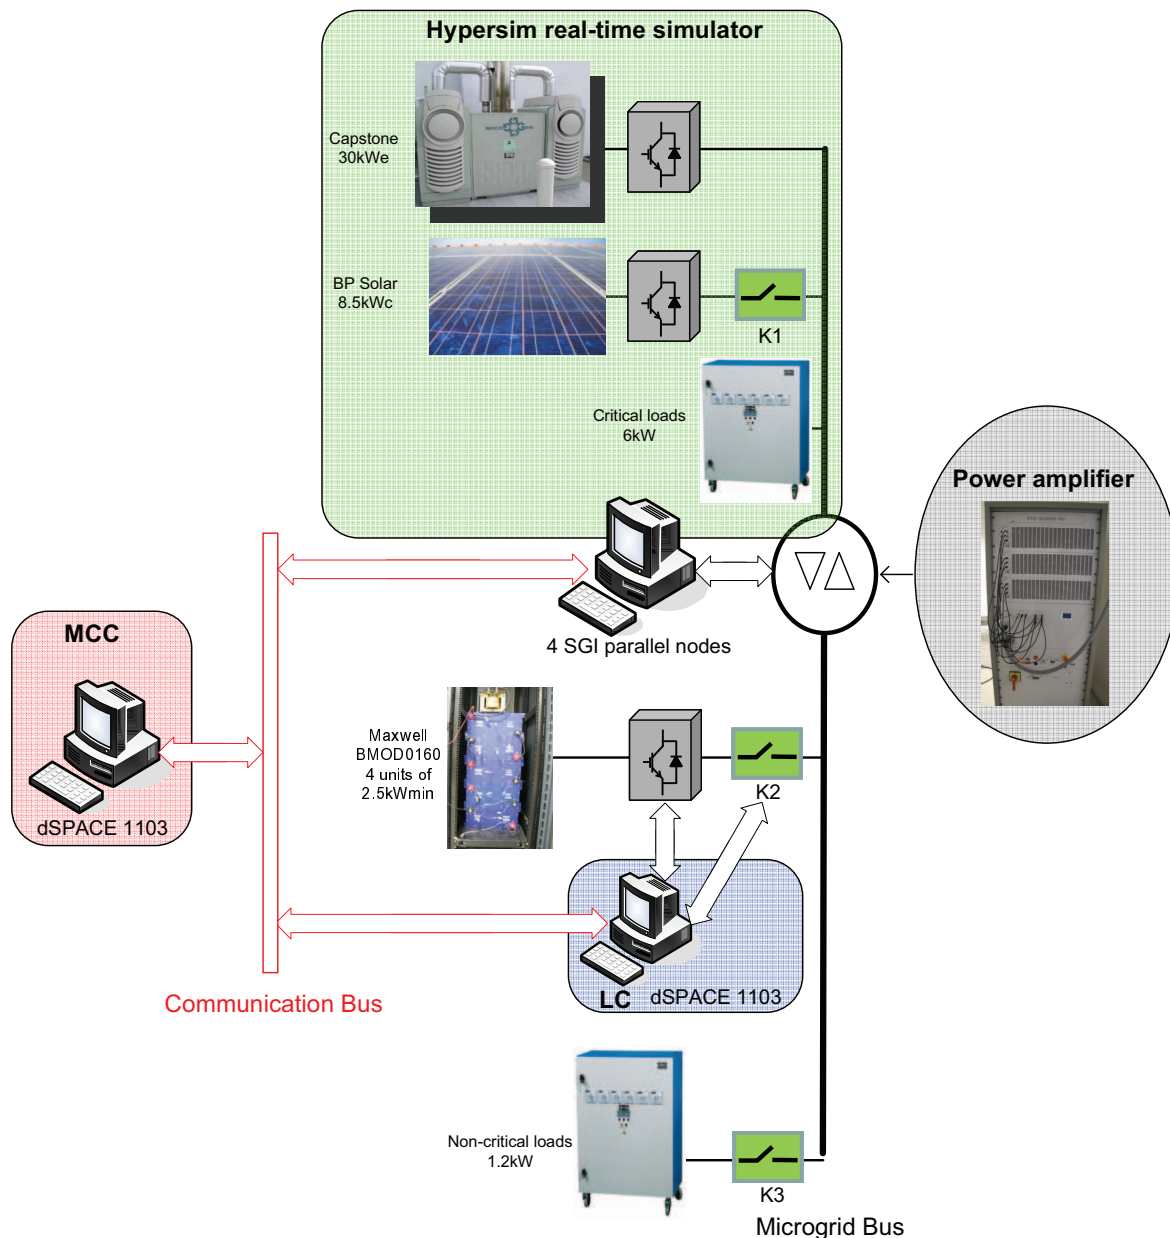 Hypersim real-time simulator
Capstone
30kWe
BP Solar
8.5kWc
K1
Critical loads
6kW
Power amplifier
4 SGI parallel nodes
MCC
dSPACE 1103
Maxwell
BMOD0160
4 units of
2.5kWmin
K2
LC dSPACE 1103
Communication Bus
Non-critical loads
1.2kW
K3
Microgrid Bus